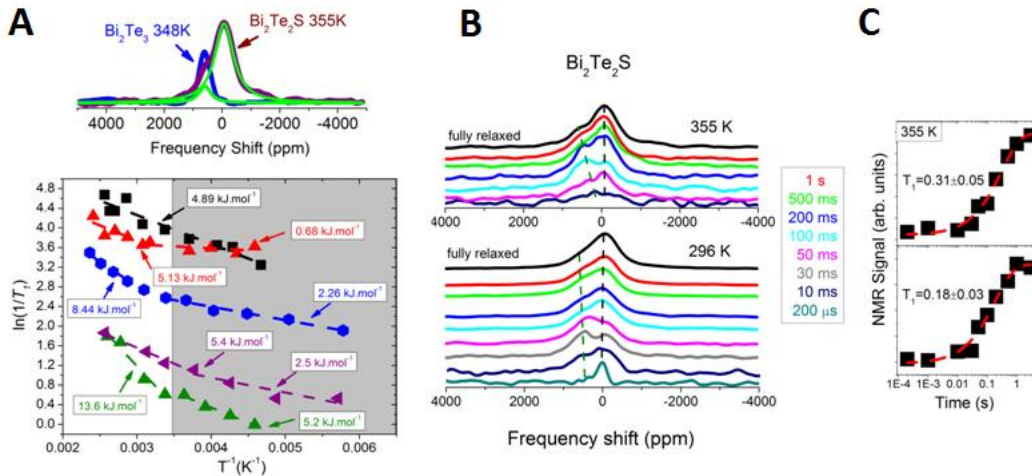 A
Bi2Te3 348K
Bi2Te2S 355K
5000 4000 2000 0 -2000 -4000
Frequency Shift (ppm)
4.8
4.4
4.0
3.6
3.2
2.8
2.4
2.0
1.6
1.2
0.8
0.4
0.0
ln(1/T1)
4.89 kJ.mol-1
0.68 kJ.mol-1
5.13 kJ.mol-1
8.44 kJ.mol-1
2.26 kJ.mol-1
5.4 kJ.mol-1
2.5 kJ.mol-1
13.6 kJ.mol-1
5.2 kJ.mol-1
0.002 0.003 0.004 0.005 0.006
T-1(K-1)
B
Bi2Te2S
fully relaxed
355 K
4000 2000 0 -2000 -4000
fully relaxed
296 K
4000 2000 0 -2000 -4000
Frequency shift (ppm)
1 s
500 ms
200 ms
100 ms
50 ms
30 ms
10 ms
200 μs
C
355 K
T1=0.31±0.05
T1=0.18±0.03
NMR Signal (arb. units)
1E-4 1E-3 0.01 0.1 1
Time (s)